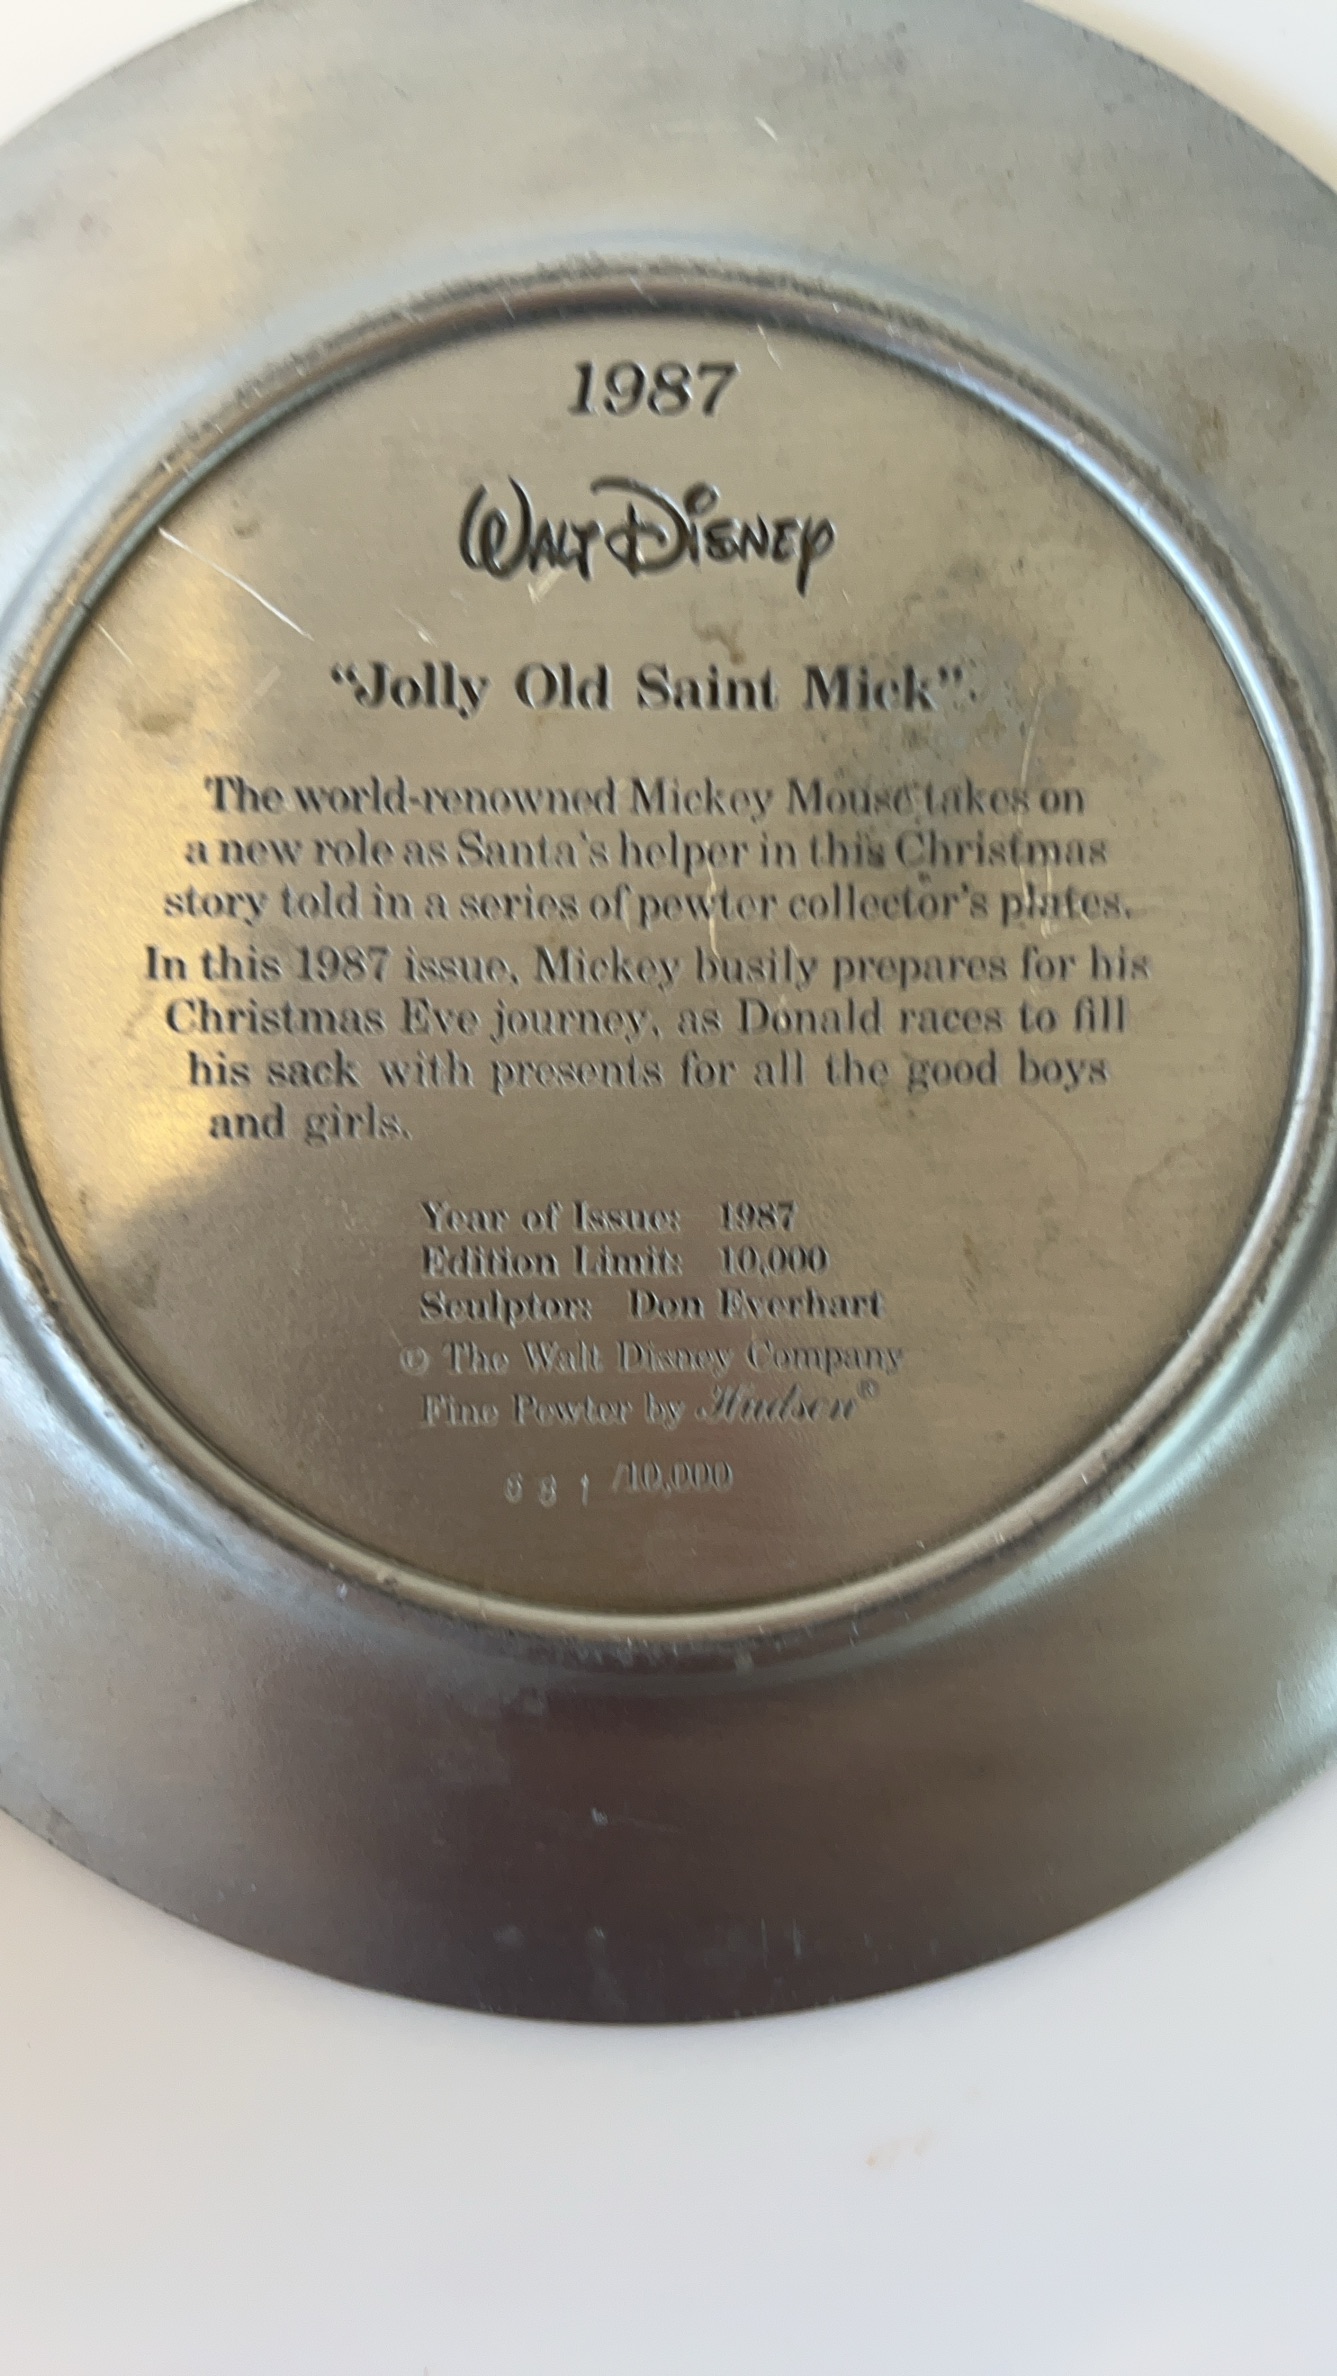 1987
Walt Disney
“Jolly Old Saint Mick”
The world-renowned Mickey Mouse takes on
a new role as Santa's helper in this Christmas
story told in a series of pewter collector's plates.
In this 1987 issue, Mickey busily prepares for his
Christmas Eve journey, as Donald races to fill
his sack with presents for all the good boys
and girls.
Year of Issue: 1987
Edition Limit: 10,000
Sculptor: Don Everhart
© The Walt Disney Company
Fine Pewter by Hudson®
681/10,000